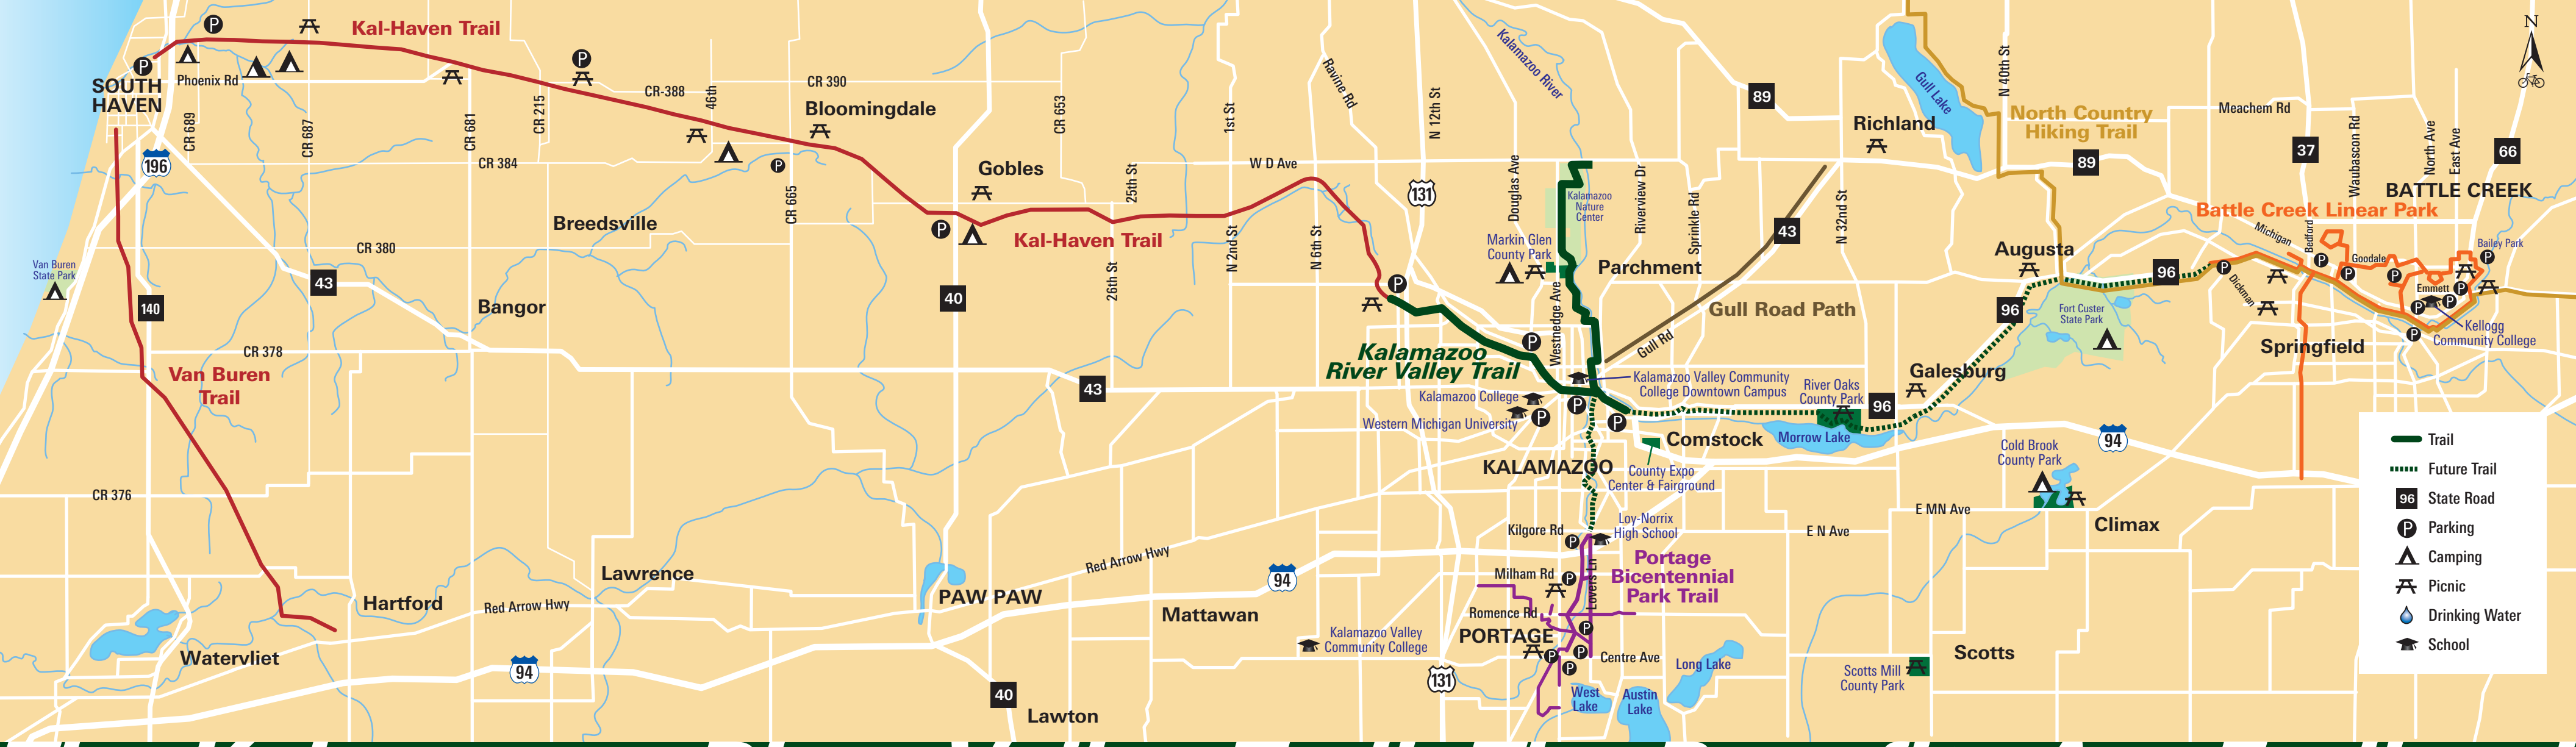 Kal-Haven Trail
SOUTH
HAVEN
Phoenix Rd
196
CR 689
CR 687
CR 681
CR 215
CR-388
46th
CR 390
Bloomingdale
CR 384
CR 665
CR 653
Breedsville
CR 380
Van Buren
State Park
140
43
Bangor
CR 378
Van Buren
Trail
CR 376
Watervliet
Hartford
Red Arrow Hwy
94
Lawrence
Gobles
Kal-Haven Trail
25th St
26th St
1st St
N 2nd St
W D Ave
N 6th St
Ravine Rd
N 12th St
131
40
43
PAW PAW
Red Arrow Hwy
Mattawan
94
40
Lawton
Kalamazoo Valley
Community College
131
Kalamazoo River
Douglas Ave
Kalamazoo
Nature
Center
Riverview Dr
Sprinkle Rd
Markin Glen
County Park
Westnedge Ave
Parchment
Gull Road Path
Gull Rd
43
N 32nd St
89
Richland
Gull Lake
N 40th St
North Country
Hiking Trail
89
Kalamazoo
River Valley Trail
Kalamazoo Valley Community
College Downtown Campus
Kalamazoo College
Western Michigan University
River Oaks
County Park
96
Morrow Lake
Comstock
KALAMAZOO
County Expo
Center & Fairground
Kilgore Rd
Loy-Norrix
High School
Milham Rd
Lovers Ln
Portage
Bicentennial
Park Trail
Romence Rd
PORTAGE
Centre Ave
West
Lake
Austin
Lake
Long Lake
E N Ave
E MN Ave
Scotts Mill
County Park
Scotts
Climax
Cold Brook
County Park
94
Galesburg
96
Augusta
Fort Custer
State Park
96
Meachem Rd
37
Waubascon Rd
North Ave
East Ave
66
BATTLE CREEK
Battle Creek Linear Park
Michigan
Bedford
Goodale
Bailey Park
Dickman
Emmett
Kellogg
Community College
Springfield
N
Trail
Future Trail
96 State Road
P Parking
Camping
Picnic
Drinking Water
School